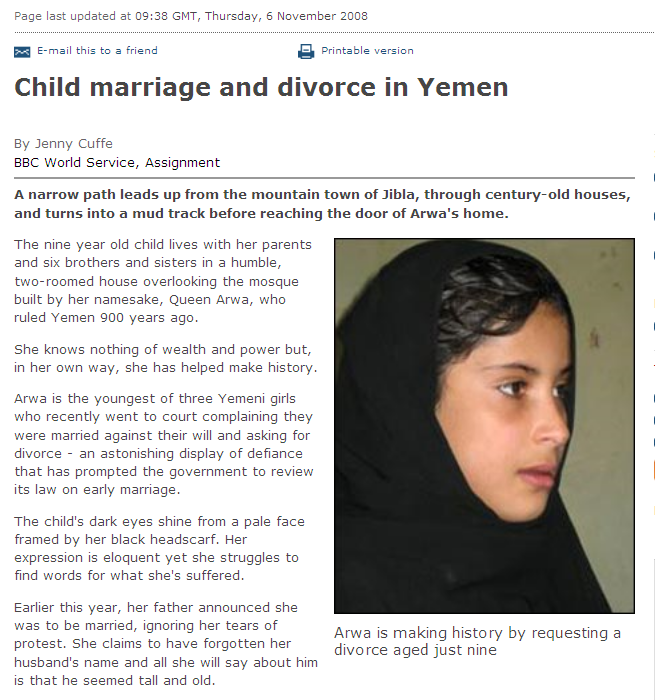 Page last updated at 09:38 GMT, Thursday, 6 November 2008
E-mail this to a friend
Printable version
Child marriage and divorce in Yemen
By Jenny Cuffe
BBC World Service, Assignment
A narrow path leads up from the mountain town of Jibla, through century-old houses,
and turns into a mud track before reaching the door of Arwa's home.
The nine year old child lives with her parents
and six brothers and sisters in a humble,
two-roomed house overlooking the mosque
built by her namesake, Queen Arwa, who
ruled Yemen 900 years ago.
She knows nothing of wealth and power but,
in her own way, she has helped make history.
Arwa is the youngest of three Yemeni girls
who recently went to court complaining they
were married against their will and asking for
divorce - an astonishing display of defiance
that has prompted the government to review
its law on early marriage.
The child's dark eyes shine from a pale face
framed by her black headscarf. Her
expression is eloquent yet she struggles to
find words for what she's suffered.
Earlier this year, her father announced she
was to be married, ignoring her tears of
protest. She claims to have forgotten her
husband's name and all she will say about him
is that he seemed tall and old.
Arwa is making history by requesting a
divorce aged just nine